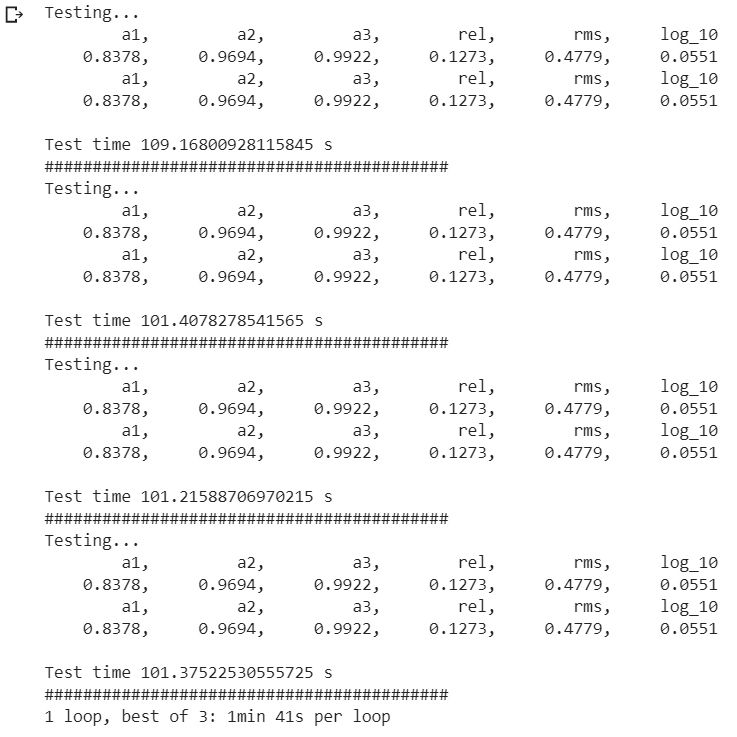 Testing...
a1, a2, a3, rel, rms, log_10
0.8378, 0.9694, 0.9922, 0.1273, 0.4779, 0.0551
a1, a2, a3, rel, rms, log_10
0.8378, 0.9694, 0.9922, 0.1273, 0.4779, 0.0551
Test time 109.16800928115845 s
##########################################
Testing...
a1, a2, a3, rel, rms, log_10
0.8378, 0.9694, 0.9922, 0.1273, 0.4779, 0.0551
a1, a2, a3, rel, rms, log_10
0.8378, 0.9694, 0.9922, 0.1273, 0.4779, 0.0551
Test time 101.4078278541565 s
##########################################
Testing...
a1, a2, a3, rel, rms, log_10
0.8378, 0.9694, 0.9922, 0.1273, 0.4779, 0.0551
a1, a2, a3, rel, rms, log_10
0.8378, 0.9694, 0.9922, 0.1273, 0.4779, 0.0551
Test time 101.21588706970215 s
##########################################
Testing...
a1, a2, a3, rel, rms, log_10
0.8378, 0.9694, 0.9922, 0.1273, 0.4779, 0.0551
a1, a2, a3, rel, rms, log_10
0.8378, 0.9694, 0.9922, 0.1273, 0.4779, 0.0551
Test time 101.37522530555725 s
##########################################
1 loop, best of 3: 1min 41s per loop